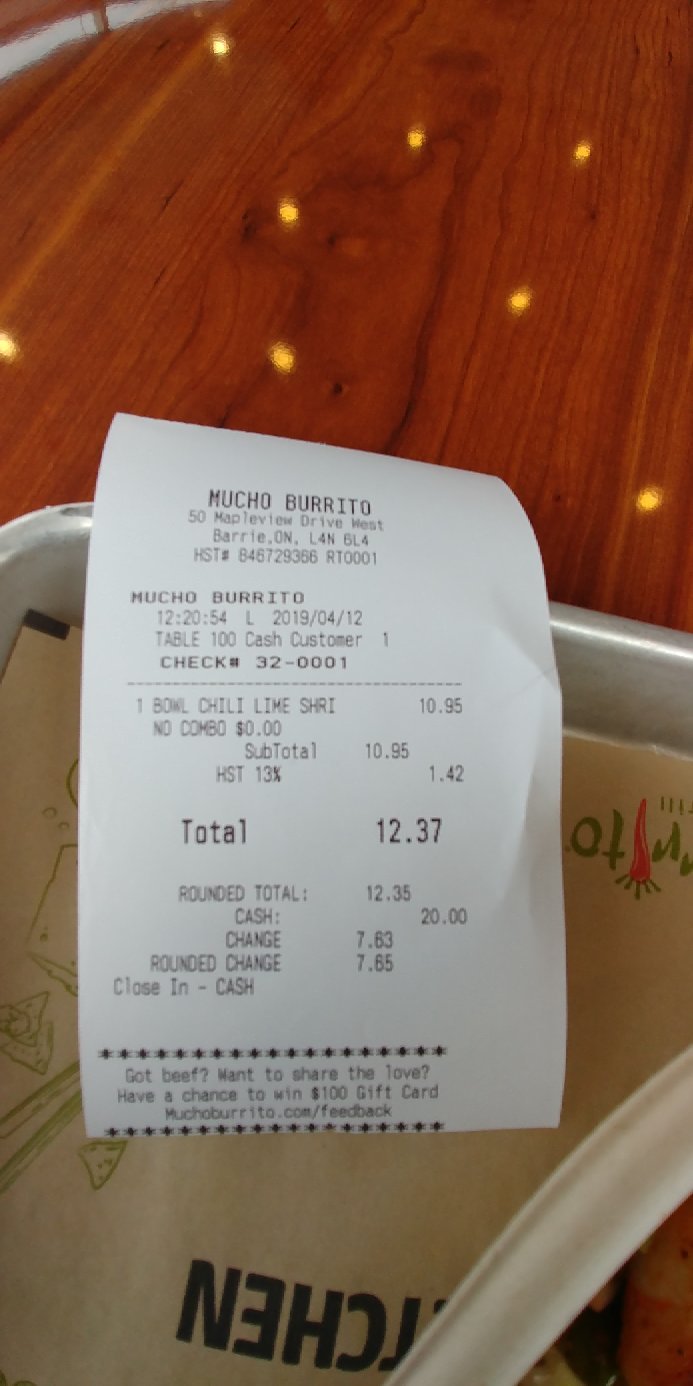 MUCHO BURRITO
50 Mapleview Drive West
Barrie,ON, L4N 6L4
HST# 846729366 RT0001
MUCHO BURRITO
12:20:54 L 2019/04/12
TABLE 100 Cash Customer 1
CHECK# 32-0001
1 BOWL CHILI LIME SHRI 10.95
NO COMBO $0.00
SubTotal 10.95
HST 13% 1.42
Total 12.37
ROUNDED TOTAL: 12.35
CASH: 20.00
CHANGE 7.63
ROUNDED CHANGE 7.65
Close In - CASH
*******************
Got beef? Want to share the love?
Have a chance to win $100 Gift Card
Muchoburrito.com/feedback
*******************